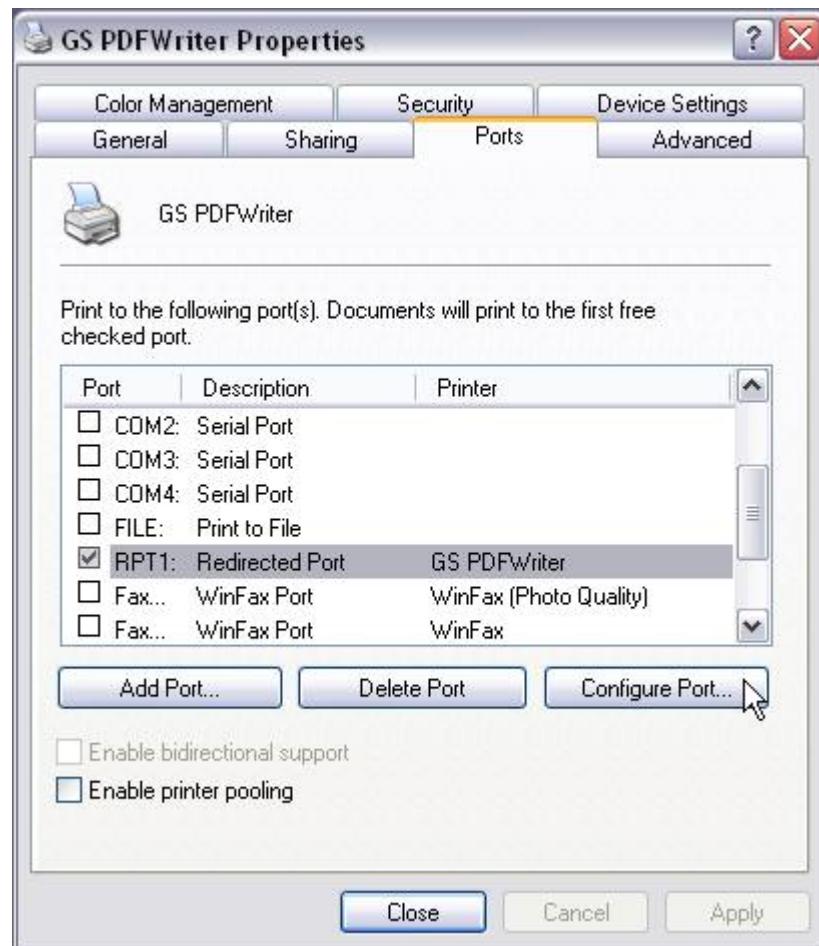 GS PDFWriter Properties
Color Management Security Device Settings
General Sharing Ports Advanced
GS PDFWriter
Print to the following port(s). Documents will print to the first free
checked port.
Port Description Printer
COM2: Serial Port
COM3: Serial Port
COM4: Serial Port
FILE: Print to File
RPT1: Redirected Port GS PDFWriter
Fax... WinFax Port WinFax (Photo Quality)
Fax... WinFax Port WinFax
Add Port... Delete Port Configure Port...
Enable bidirectional support
Enable printer pooling
Close Cancel Apply